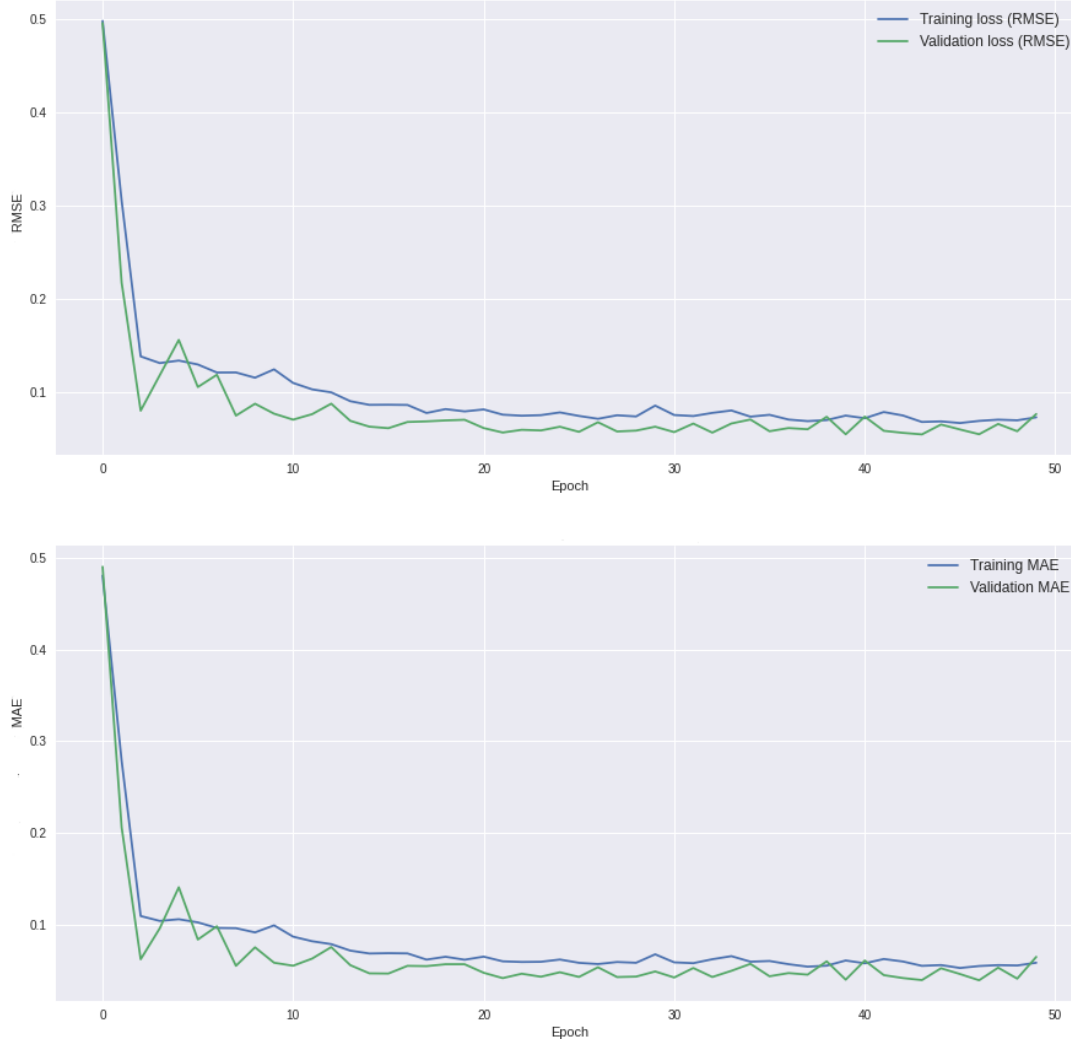 0.5
Training loss (RMSE)
Validation loss (RMSE)
0.4
0.3
RMSE
0.2
0.1
0
10
20
30
40
50
Epoch
0.5
Training MAE
Validation MAE
0.4
0.3
MAE
0.2
0.1
0
10
20
30
40
50
Epoch